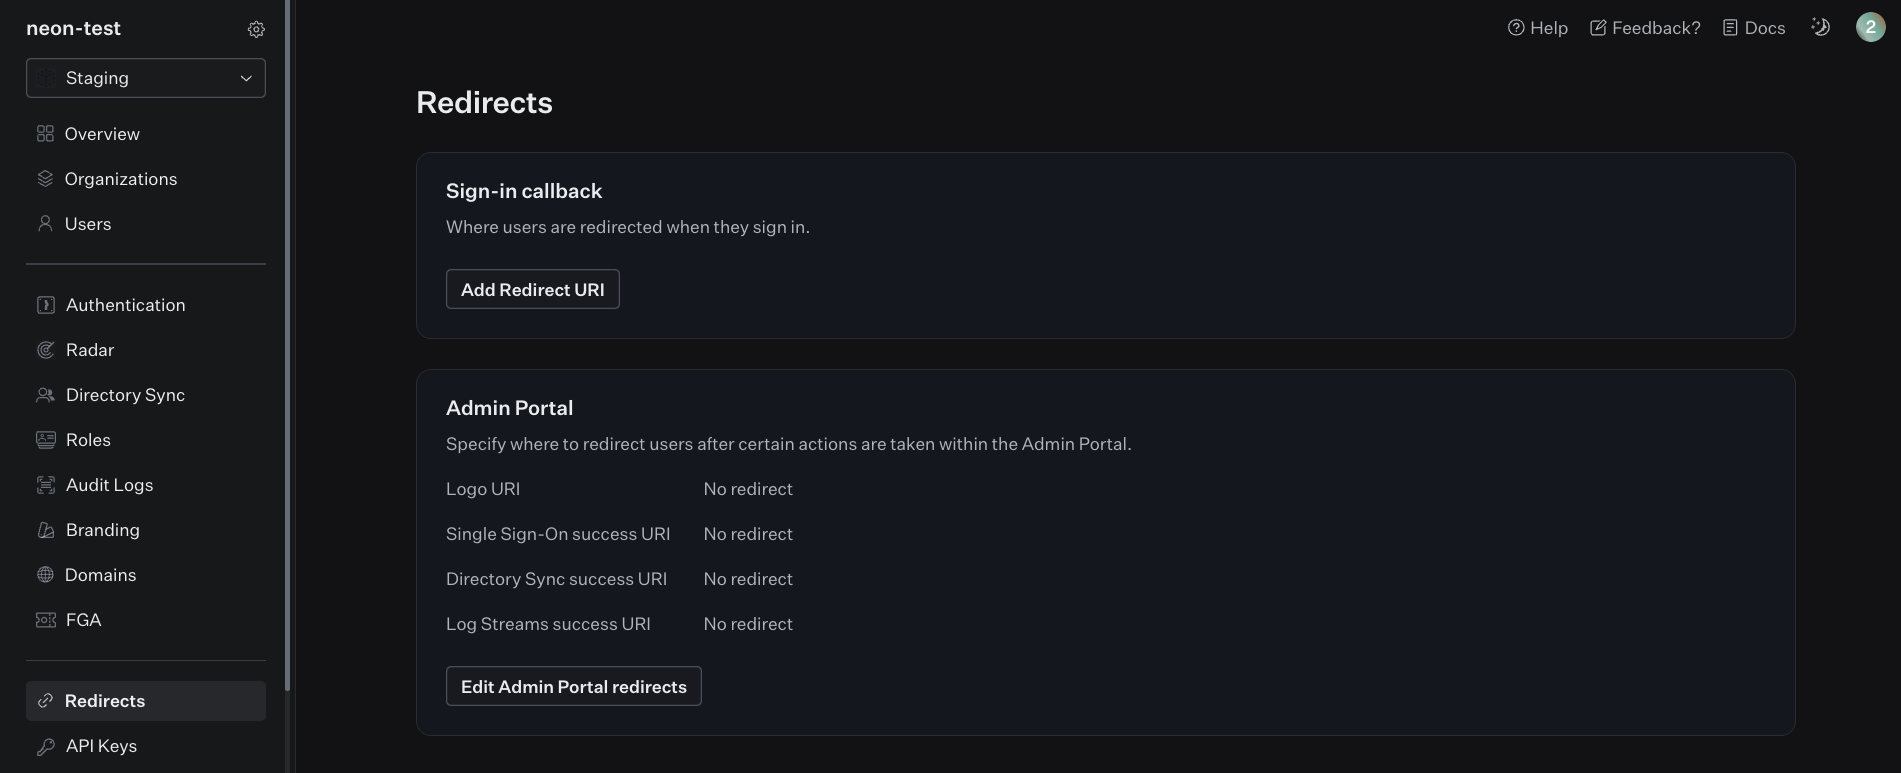 neon-test
Staging
Overview
Organizations
Users
Authentication
Radar
Directory Sync
Roles
Audit Logs
Branding
Domains
FGA
Redirects
API Keys
Help
Feedback?
Docs
2
Redirects
Sign-in callback
Where users are redirected when they sign in.
Add Redirect URI
Admin Portal
Specify where to redirect users after certain actions are taken within the Admin Portal.
Logo URI No redirect
Single Sign-On success URI No redirect
Directory Sync success URI No redirect
Log Streams success URI No redirect
Edit Admin Portal redirects